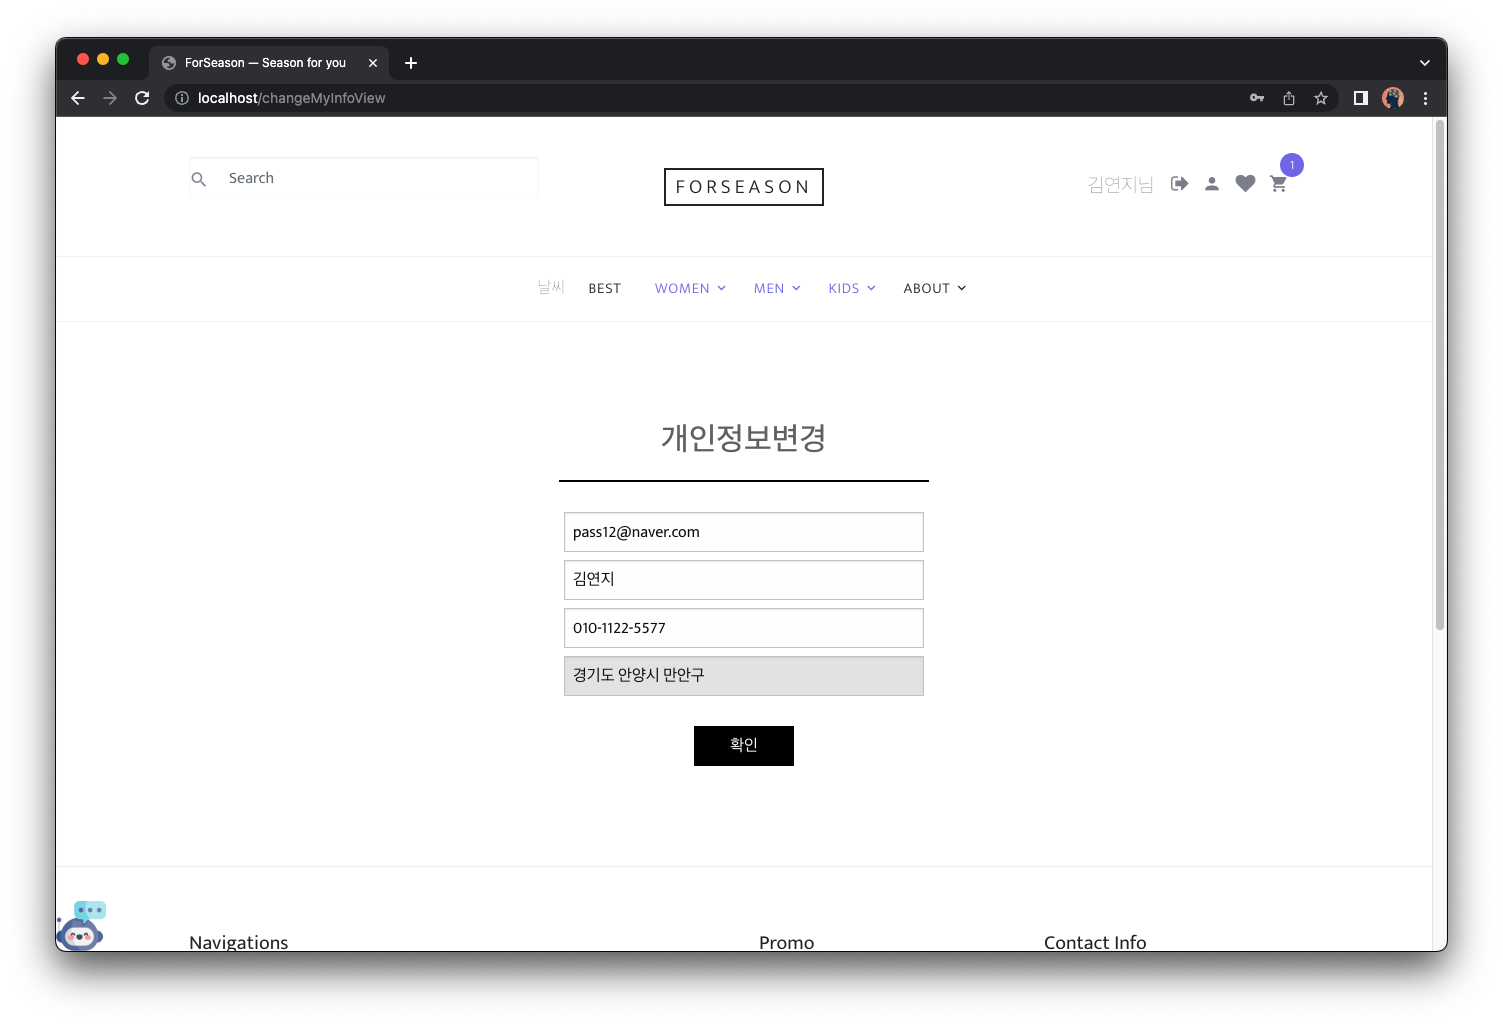 ForSeason — Season for you
localhost/changeMyInfoView
Search
FORSEASON
김연지님
1
날씨 BEST WOMEN MEN KIDS ABOUT
개인정보변경
pass12@naver.com
김연지
010-1122-5577
경기도 안양시 만안구
확인
Navigations Promo Contact Info